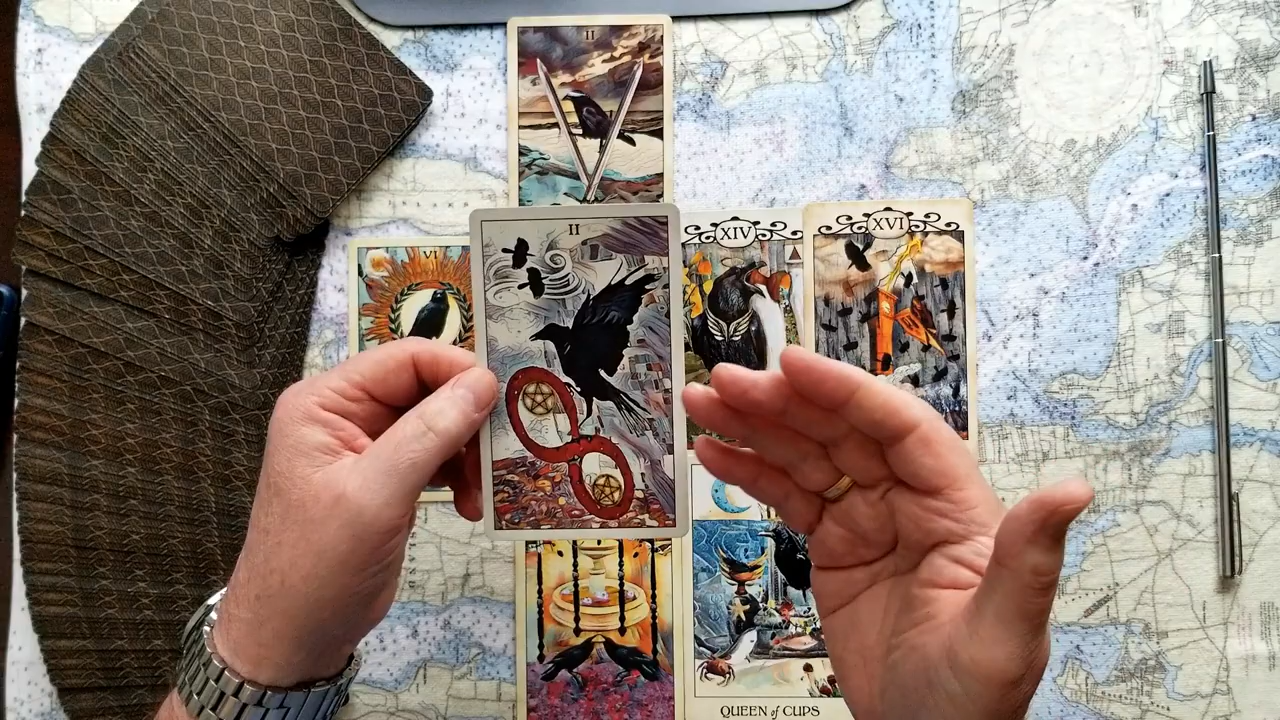 II
XIV
XVI
II
VI
QUEEN of CUPS